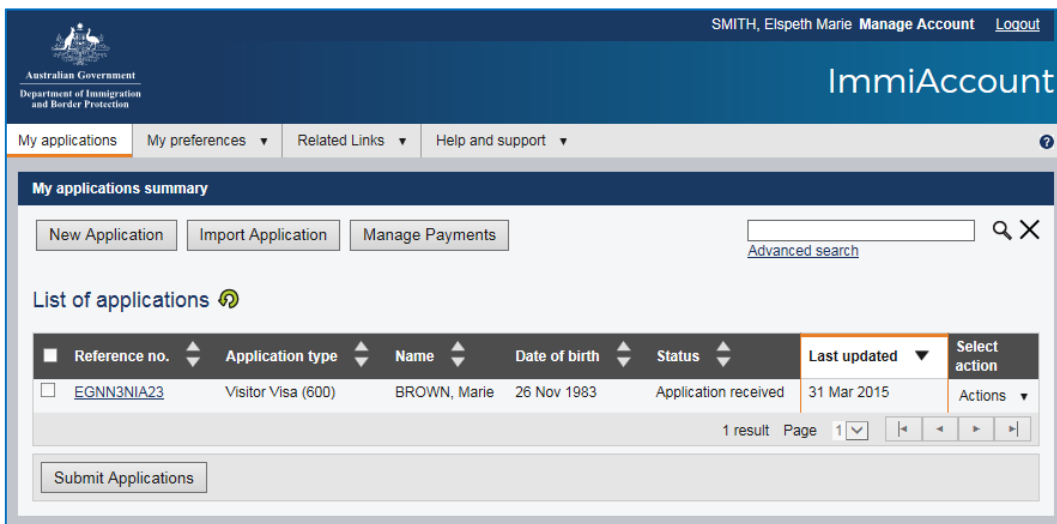 SMITH, Elspeth Marie Manage Account Logout
Australian Government
Department of Immigration
and Border Protection
ImmiAccount
My applications My preferences ▼ Related Links ▼ Help and support ▼ ?
My applications summary
New Application Import Application Manage Payments
Advanced search
List of applications
Reference no. Application type Name Date of birth Status Last updated ▼ Select action
EGNN3NIA23 Visitor Visa (600) BROWN, Marie 26 Nov 1983 Application received 31 Mar 2015 Actions ▼
1 result Page 1
Submit Applications